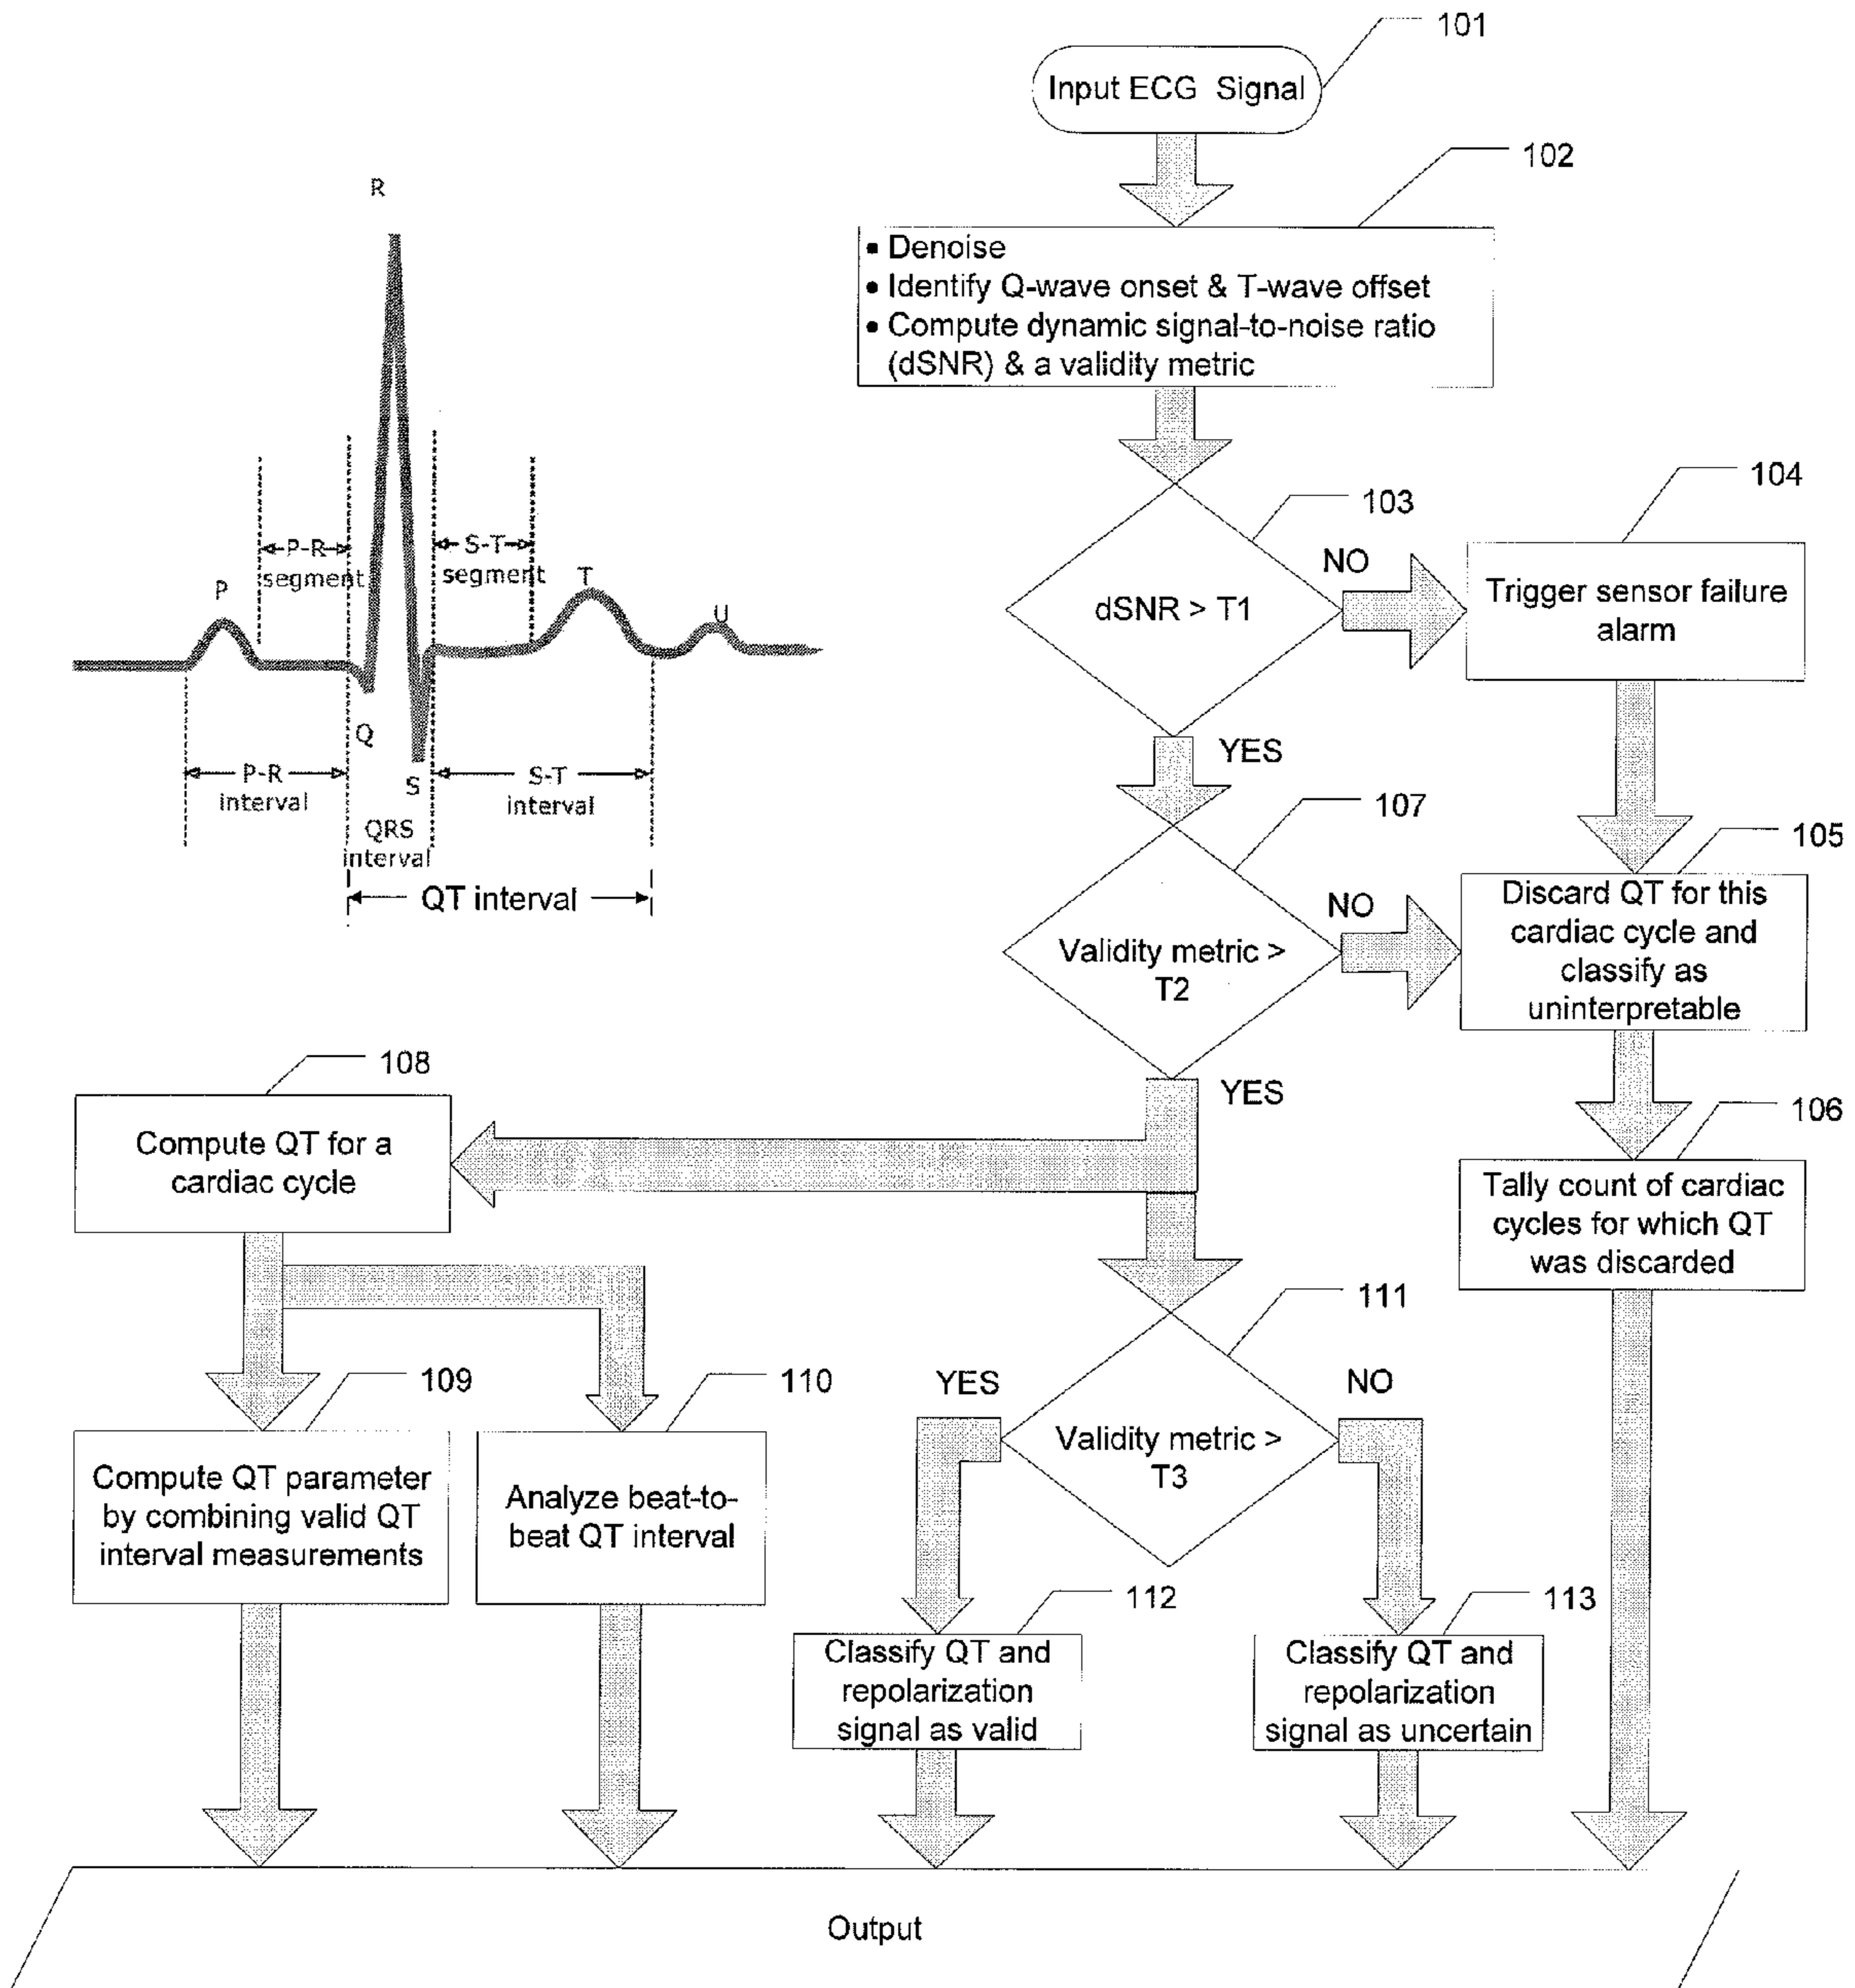 101
Input ECG Signal
102
• Denoise
• Identify Q-wave onset & T-wave offset
• Compute dynamic signal-to-noise ratio
(dSNR) & a validity metric
R
P-R
segment
S-T
segment
P
T
U
Q
S
P-R
interval
S-T
interval
QRS
interval
QT interval
103
dSNR > T1
NO
YES
104
Trigger sensor failure
alarm
107
Validity metric >
T2
NO
YES
105
Discard QT for this
cardiac cycle and
classify as
uninterpretable
106
Tally count of cardiac
cycles for which QT
was discarded
108
Compute QT for a
cardiac cycle
109
Compute QT parameter
by combining valid QT
interval measurements
110
Analyze beat-to-
beat QT interval
111
YES
NO
Validity metric >
T3
112
Classify QT and
repolarization
signal as valid
113
Classify QT and
repolarization
signal as uncertain
Output